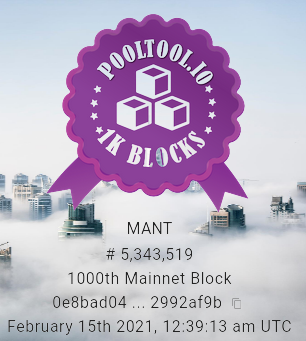 POOLTOOL.IO
1K BLOCKS
MANT
# 5,343,519
1000th Mainnet Block
0e8bad04 ... 2992af9b
February 15th 2021, 12:39:13 am UTC